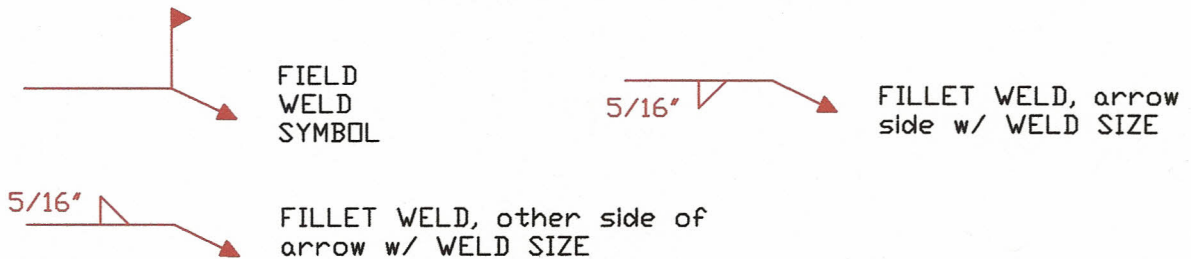 FIELD
WELD
SYMBOL
5/16"
FILLET WELD, arrow
side w/ WELD SIZE
5/16"
FILLET WELD, other side of
arrow w/ WELD SIZE